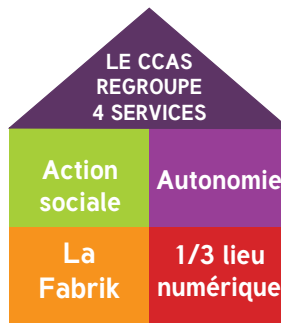 LE CCAS
REGROUPE
4 SERVICES
Action
sociale
Autonomie
La
Fabrik
1/3 lieu
numérique